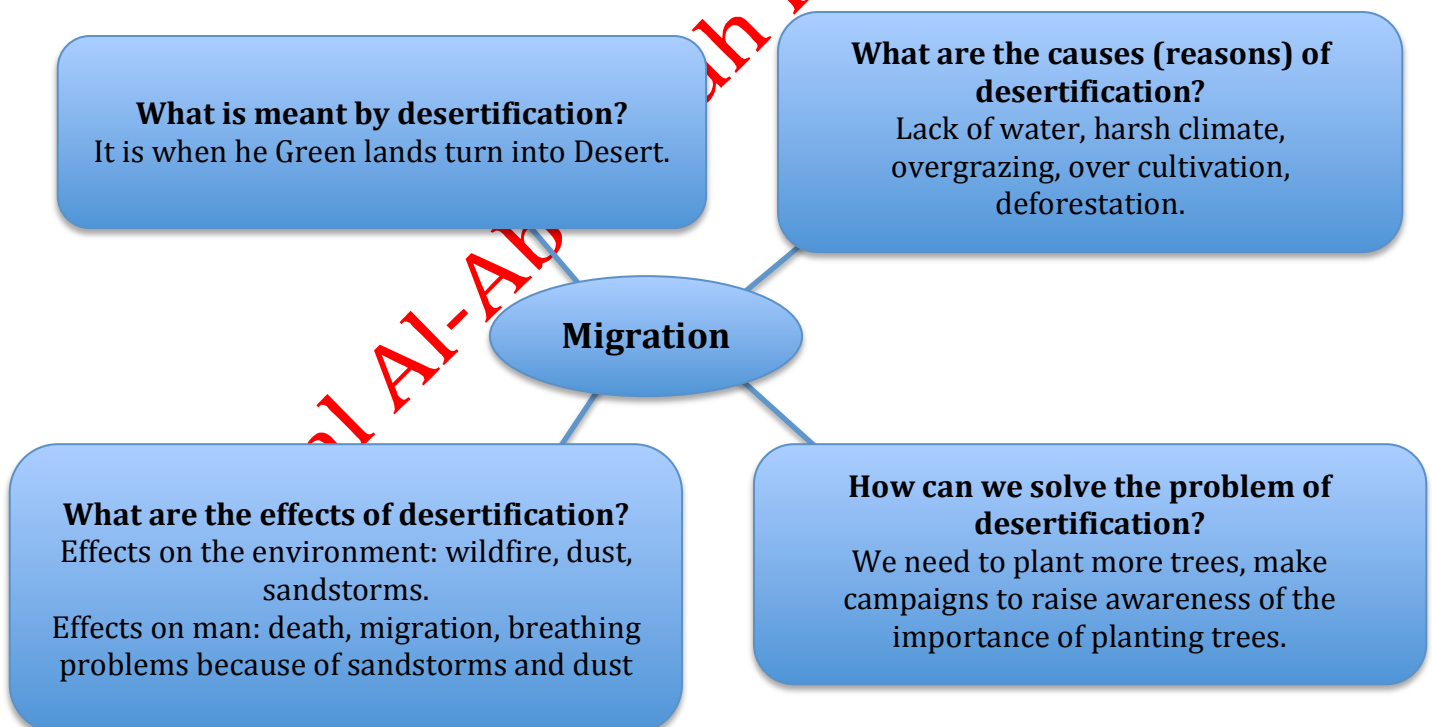 What is meant by desertification?
It is when he Green lands turn into Desert.
What are the causes (reasons) of
desertification?
Lack of water, harsh climate,
overgrazing, over cultivation,
deforestation.
Migration
What are the effects of desertification?
Effects on the environment: wildfire, dust,
sandstorms.
Effects on man: death, migration, breathing
problems because of sandstorms and dust
How can we solve the problem of
desertification?
We need to plant more trees, make
campaigns to raise awareness of the
importance of planting trees.